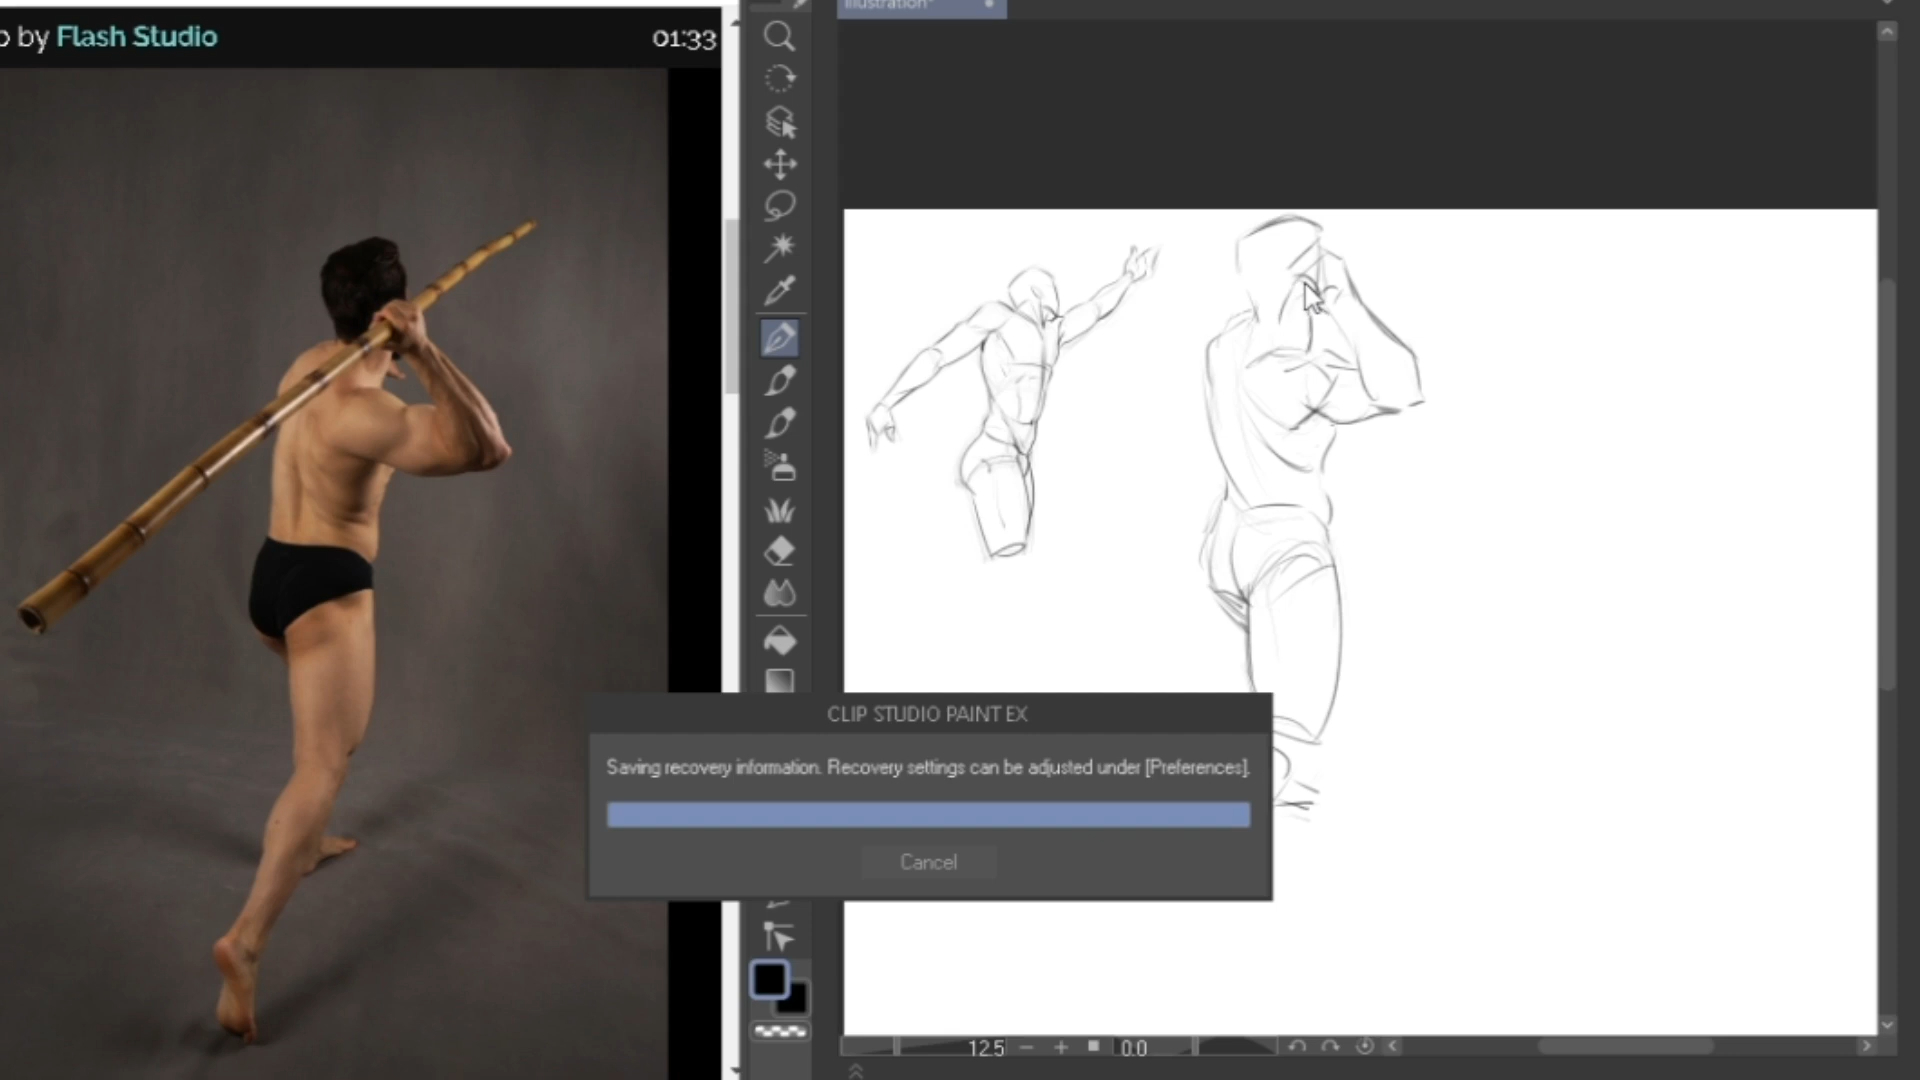 by Flash Studio
01:33
Illustration*
CLIP STUDIO PAINT EX
Saving recovery information. Recovery settings can be adjusted under [Preferences].
Cancel
12.5
0.0